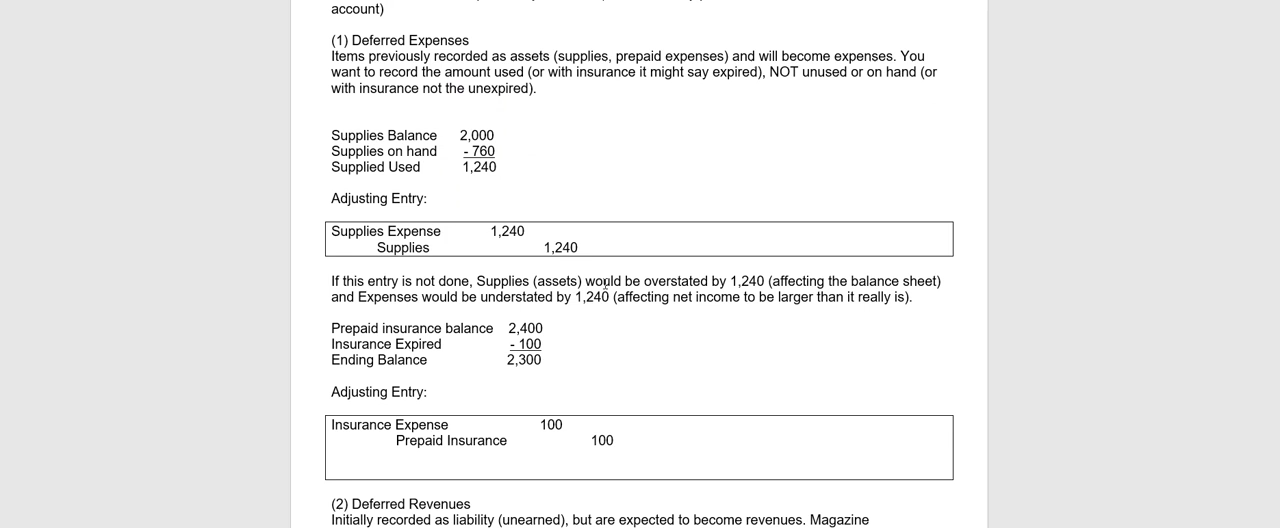 account)
(1) Deferred Expenses
Items previously recorded as assets (supplies, prepaid expenses) and will become expenses. You
want to record the amount used (or with insurance it might say expired), NOT unused or on hand (or
with insurance not the unexpired).
Supplies Balance 2,000
Supplies on hand - 760
Supplied Used 1,240
Adjusting Entry:
Supplies Expense 1,240
Supplies 1,240
If this entry is not done, Supplies (assets) would be overstated by 1,240 (affecting the balance sheet)
and Expenses would be understated by 1,240 (affecting net income to be larger than it really is).
Prepaid insurance balance 2,400
Insurance Expired - 100
Ending Balance 2,300
Adjusting Entry:
Insurance Expense 100
Prepaid Insurance 100
(2) Deferred Revenues
Initially recorded as liability (unearned), but are expected to become revenues. Magazine